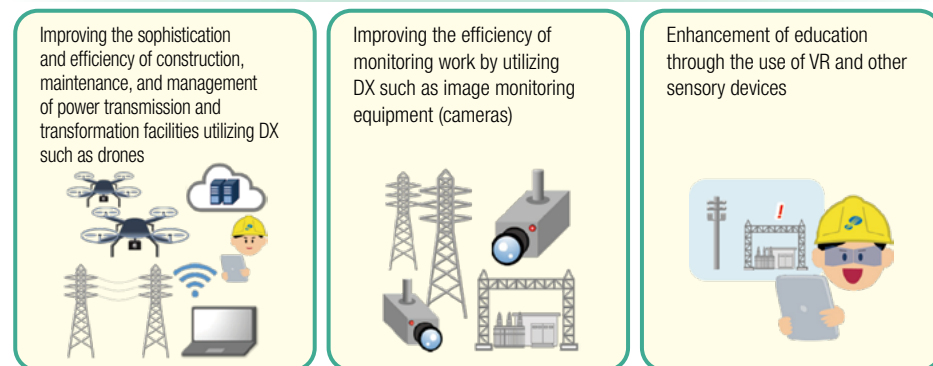 Improving the sophistication
and efficiency of construction,
maintenance, and management
of power transmission and
transformation facilities utilizing DX
such as drones
Improving the efficiency of
monitoring work by utilizing
DX such as image monitoring
equipment (cameras)
Enhancement of education
through the use of VR and other
sensory devices
!